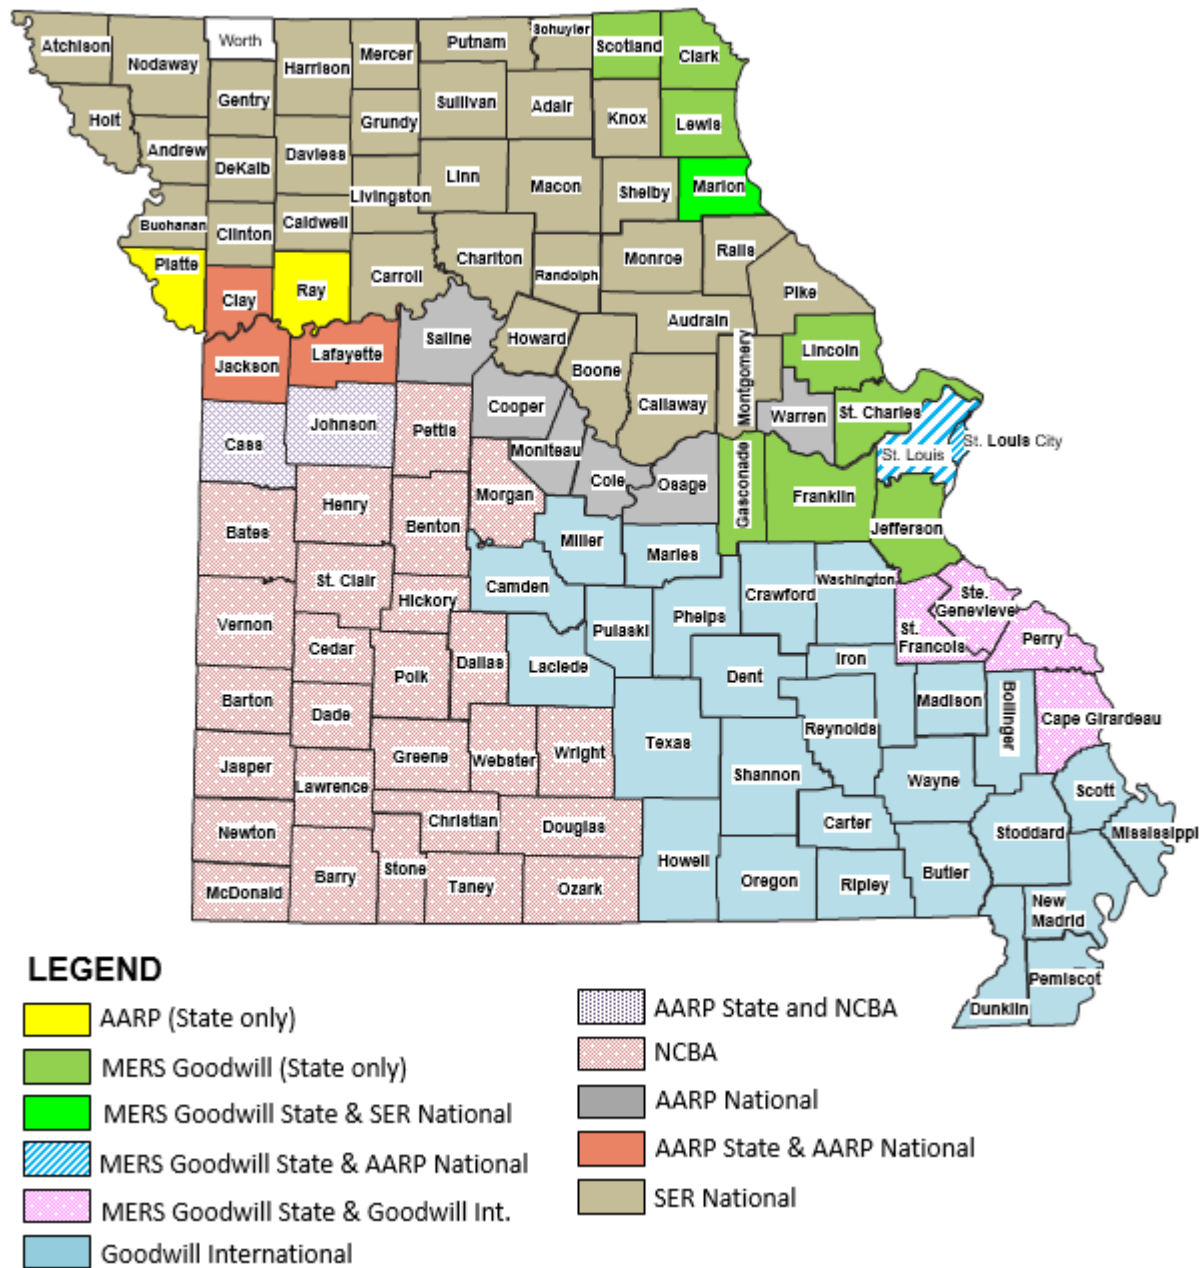 Atchison
Nodaway
Worth
Harrison
Mercer
Putnam
Schuyler
Scotland
Clark
Holt
Gentry
Grundy
Sullivan
Adair
Knox
Lewis
Andrew
DeKalb
Daviess
Livingston
Linn
Macon
Shelby
Marion
Buchanan
Clinton
Caldwell
Carroll
Chariton
Randolph
Monroe
Ralls
Pike
Platte
Clay
Ray
Saline
Howard
Audrain
Lincoln
Jackson
Lafayette
Boone
Callaway
Montgomery
Warren
St. Charles
Cass
Johnson
Pettis
Cooper
Moniteau
Cole
Osage
Gasconade
Franklin
St. Louis
St. Louis City
Jefferson
Bates
Henry
Benton
Morgan
Miller
Maries
Camden
Crawford
Washington
Vernon
St. Clair
Hickory
Pulaski
Phelps
Ste.
Genevieve
St.
Francois
Perry
Cedar
Polk
Dallas
Laclede
Dent
Iron
Madison
Bollinger
Cape Girardeau
Barton
Dade
Greene
Webster
Wright
Texas
Reynolds
Jasper
Lawrence
Shannon
Wayne
Scott
Newton
Christian
Douglas
Carter
Stoddard
Mississippi
McDonald
Barry
Stone
Taney
Ozark
Howell
Oregon
Ripley
Butler
New
Madrid
Pemiscot
Dunklin
LEGEND
AARP (State only)
MERS Goodwill (State only)
MERS Goodwill State & SER National
MERS Goodwill State & AARP National
MERS Goodwill State & Goodwill Int.
Goodwill International
AARP State and NCBA
NCBA
AARP National
AARP State & AARP National
SER National